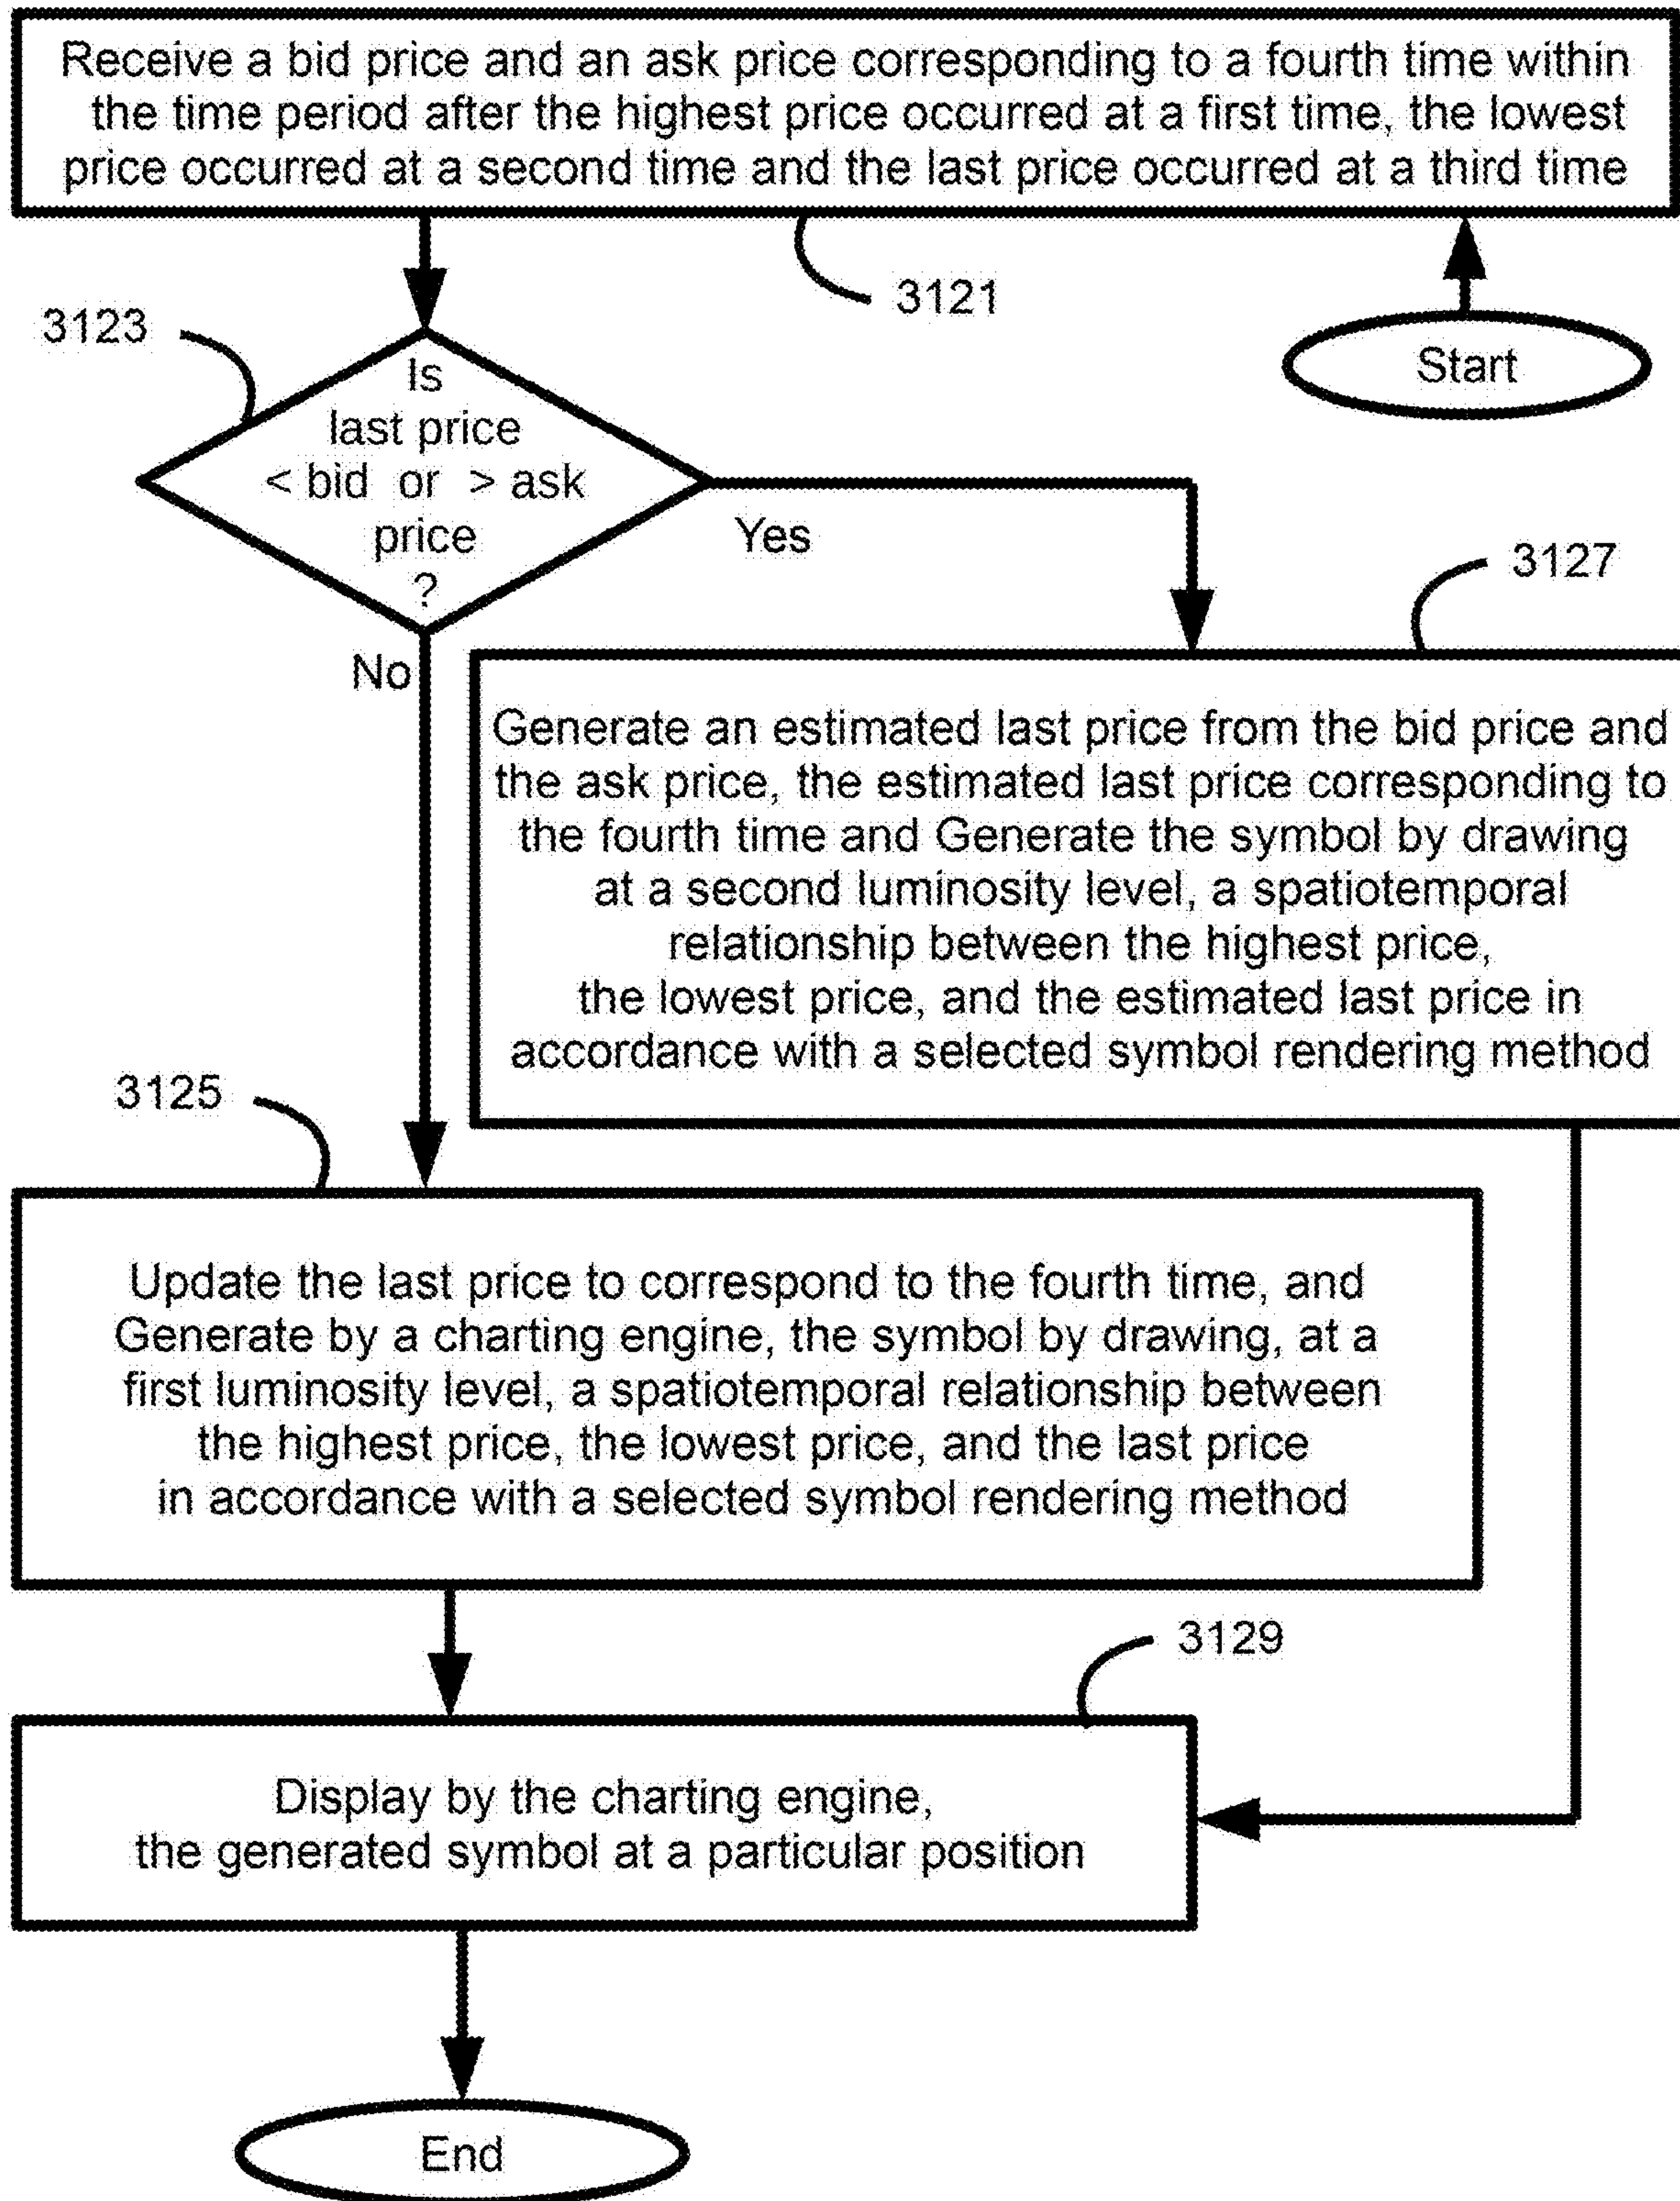 Receive a bid price and an ask price corresponding to a fourth time within
the time period after the highest price occurred at a first time, the lowest
price occurred at a second time and the last price occurred at a third time
3121
Start
3123
Is
last price
< bid or > ask
price
?
Yes
No
3127
Generate an estimated last price from the bid price and
the ask price, the estimated last price corresponding to
the fourth time and Generate the symbol by drawing
at a second luminosity level, a spatiotemporal
relationship between the highest price,
the lowest price, and the estimated last price in
accordance with a selected symbol rendering method
3125
Update the last price to correspond to the fourth time, and
Generate by a charting engine, the symbol by drawing, at a
first luminosity level, a spatiotemporal relationship between
the highest price, the lowest price, and the last price
in accordance with a selected symbol rendering method
3129
Display by the charting engine,
the generated symbol at a particular position
End